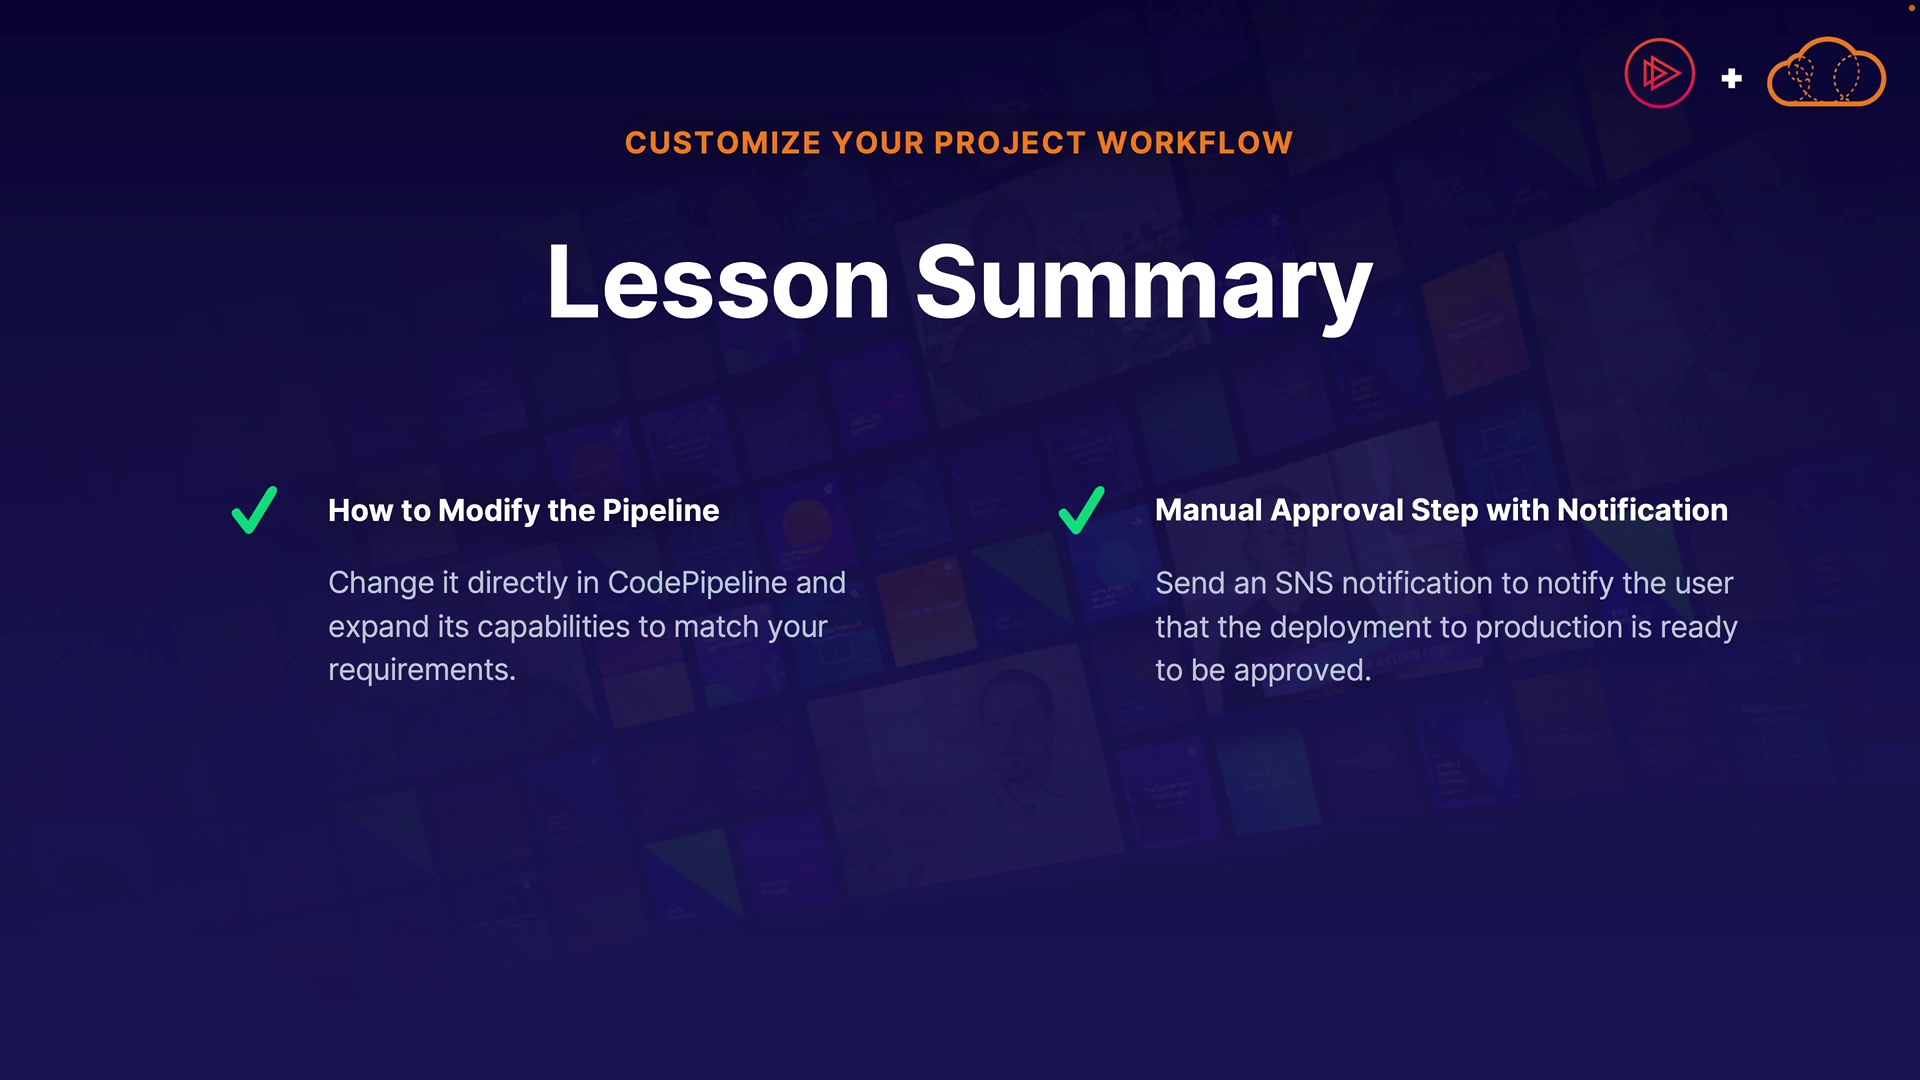 CUSTOMIZE YOUR PROJECT WORKFLOW
Lesson Summary
How to Modify the Pipeline
Change it directly in CodePipeline and
expand its capabilities to match your
requirements.
Manual Approval Step with Notification
Send an SNS notification to notify the user
that the deployment to production is ready
to be approved.